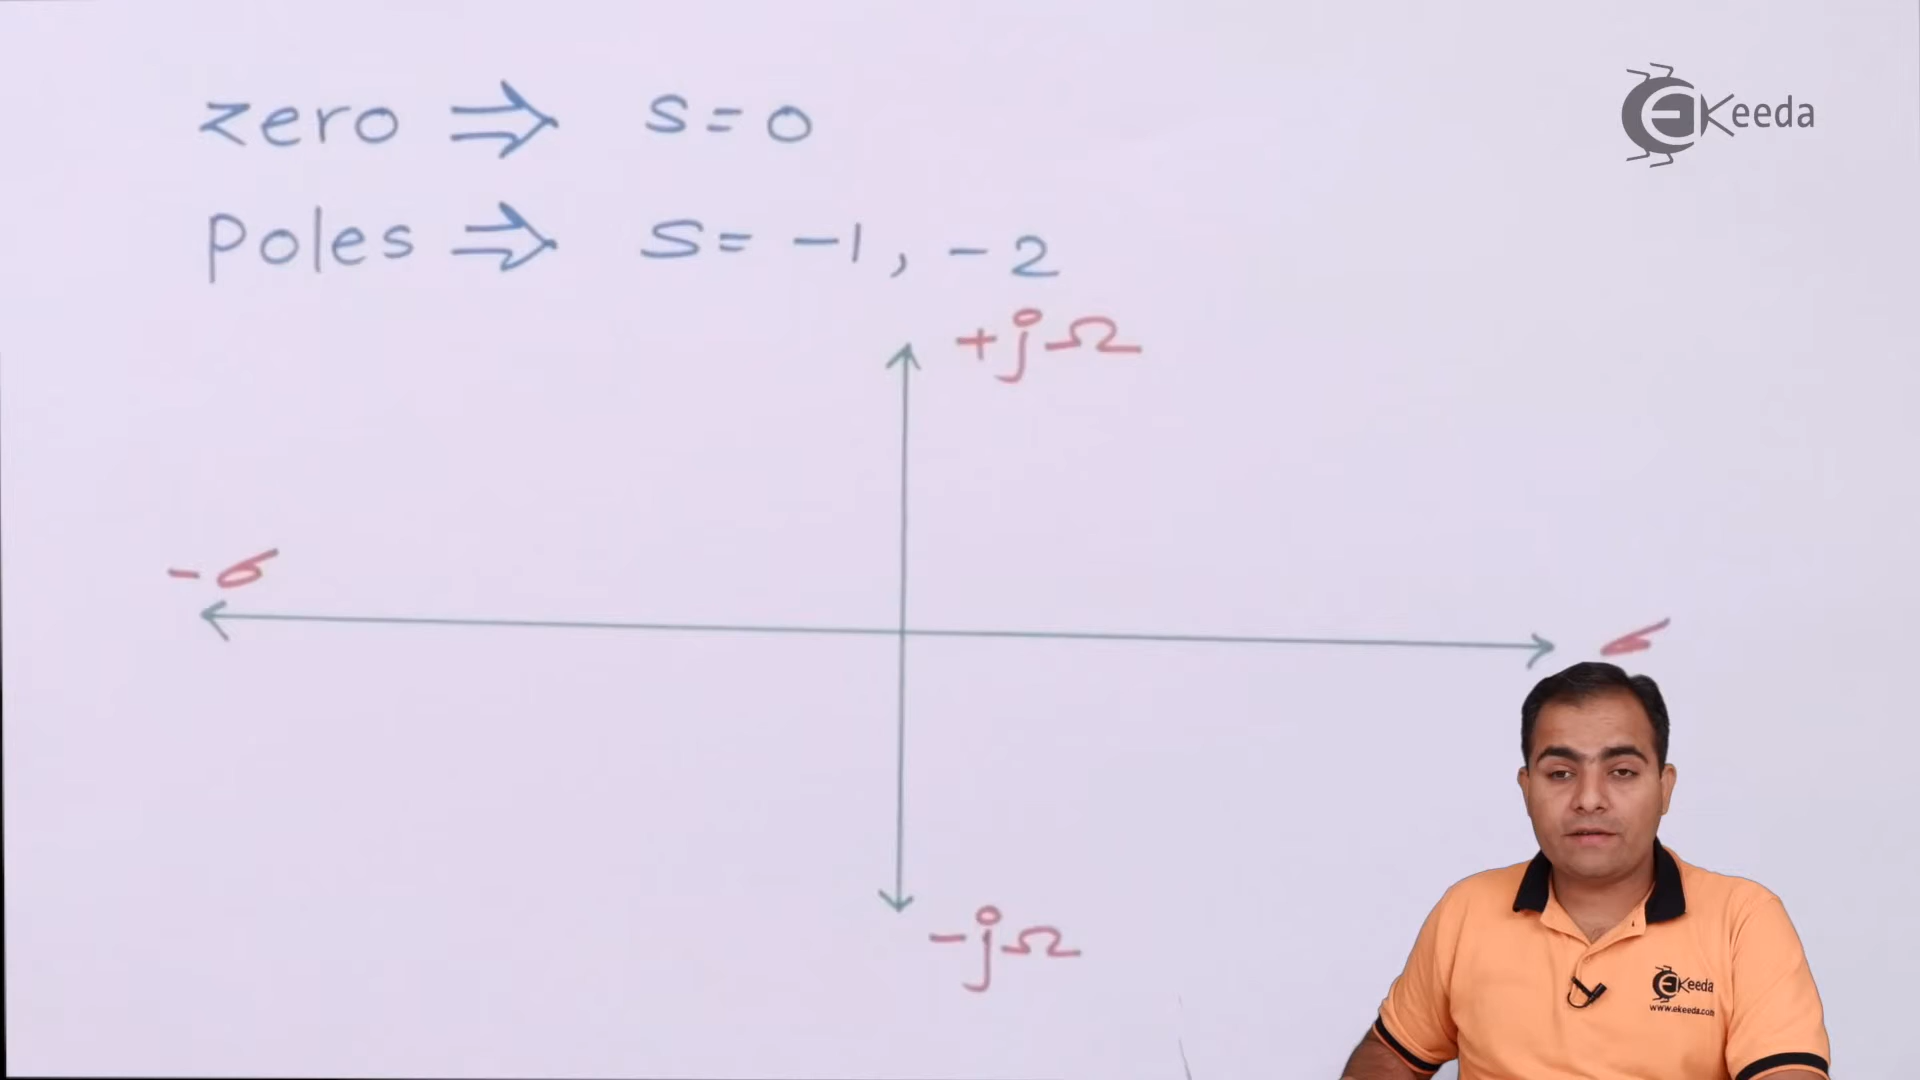 zero ⇒ s = 0
Poles ⇒ s = -1, -2
+jΩ
-σ
σ
-jΩ
EKeeda
EKeeda
www.ekeeda.com